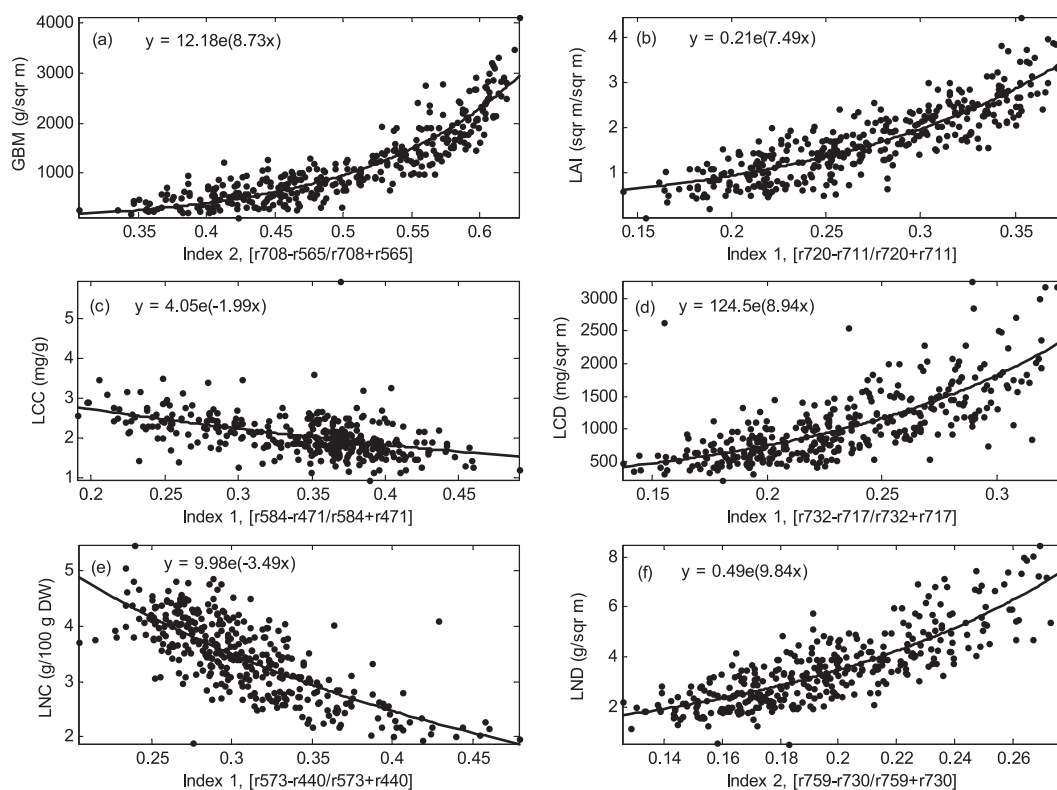 (a) y = 12.18e(8.73x)
GBM (g/sqr m)
4000
3000
2000
1000
0.35 0.4 0.45 0.5 0.55 0.6
Index 2, [r708-r565/r708+r565]
(b) y = 0.21e(7.49x)
LAI (sqr m/sqr m)
4
3
2
1
0.15 0.2 0.25 0.3 0.35
Index 1, [r720-r711/r720+r711]
(c) y = 4.05e(-1.99x)
LCC (mg/g)
5
4
3
2
1
0.2 0.25 0.3 0.35 0.4 0.45
Index 1, [r584-r471/r584+r471]
(d) y = 124.5e(8.94x)
LCD (mg/sqr m)
3000
2500
2000
1500
1000
500
0.15 0.2 0.25 0.3
Index 1, [r732-r717/r732+r717]
(e) y = 9.98e(-3.49x)
LNC (g/100 g DW)
5
4
3
2
0.25 0.3 0.35 0.4 0.45
Index 1, [r573-r440/r573+r440]
(f) y = 0.49e(9.84x)
LND (g/sqr m)
8
6
4
2
0.14 0.16 0.18 0.2 0.22 0.24 0.26
Index 2, [r759-r730/r759+r730]